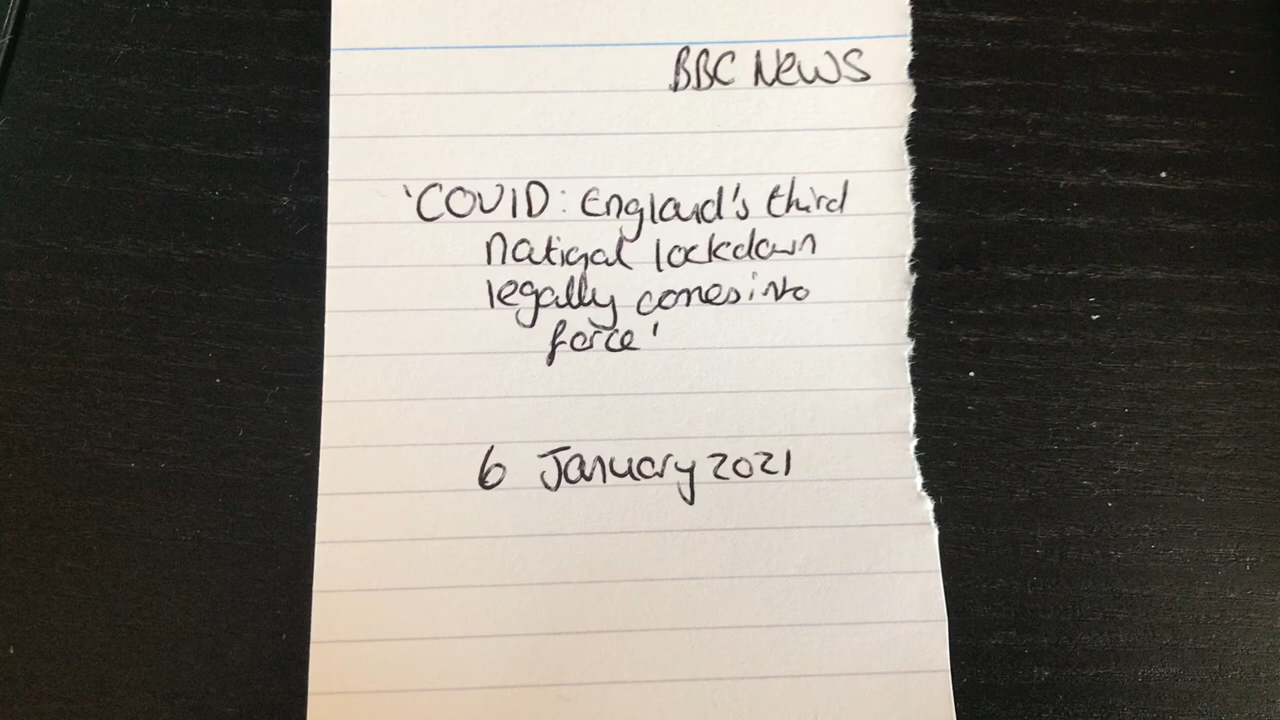 BBC NEWS
'COVID: England's third
national lockdown
legally comes into
force'
6 January 2021